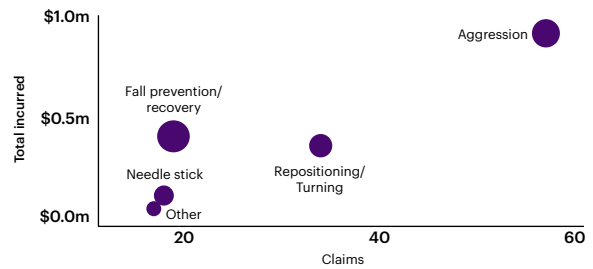 $1.0m
Aggression
Fall prevention/
recovery
$0.5m
Total incurred
Repositioning/
Turning
Needle stick
Other
$0.0m
20
40
60
Claims